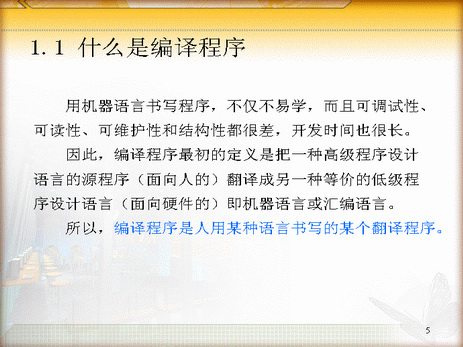 1.1 什么是编译程序
用机器语言书写程序，不仅不易学，而且可调试性、
可读性、可维护性和结构性都很差，开发时间也很长。
因此，编译程序最初的定义是把一种高级程序设计
语言的源程序（面向人的）翻译成另一种等价的低级程
序设计语言（面向硬件的）即机器语言或汇编语言。
所以，编译程序是人用某种语言书写的某个翻译程序。
5